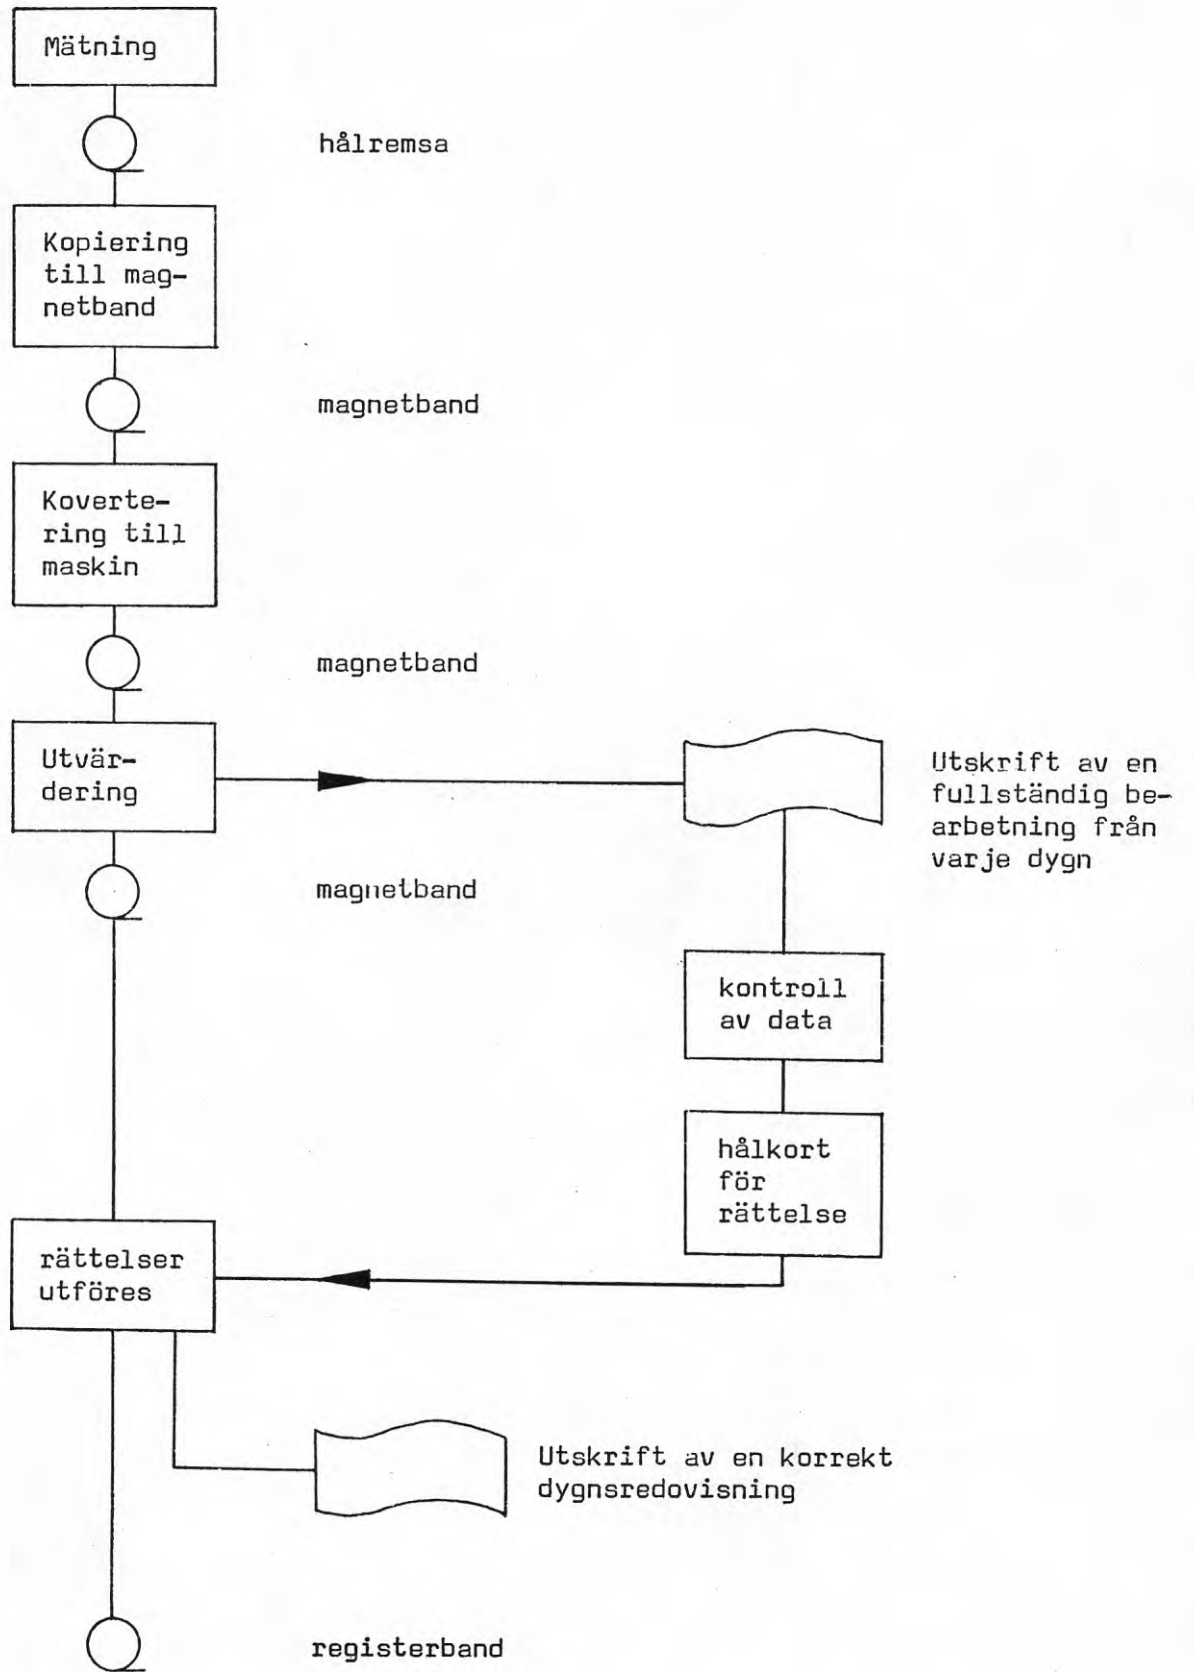 Mätning
hålremsa
Kopiering
till mag-
netband
magnetband
Koverte-
ring till
maskin
magnetband
Utvär-
dering
Utskrift av en
fullständig be-
arbetning från
varje dygn
magnetband
kontroll
av data
hålkort
för
rättelse
rättelser
utföres
Utskrift av en korrekt
dygnsredovisning
registerband